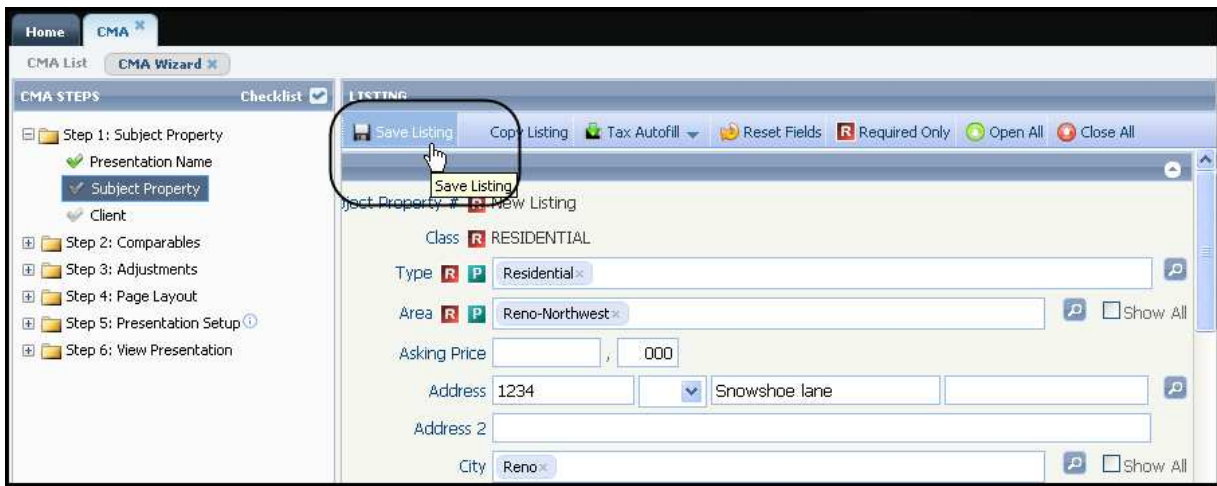 Home CMA
CMA List CMA Wizard
CMA STEPS Checklist LISTING
Save Listing Copy Listing Tax Autofill Reset Fields R Required Only Open All Close All
Step 1: Subject Property
Presentation Name
Subject Property
Client
Step 2: Comparables
Step 3: Adjustments
Step 4: Page Layout
Step 5: Presentation Setup
Step 6: View Presentation
Save Listing
ject Property # R New Listing
Class R RESIDENTIAL
Type R P Residential
Area R P Reno-Northwest Show All
Asking Price , 000
Address 1234 Snowshoe lane
Address 2
City Reno Show All